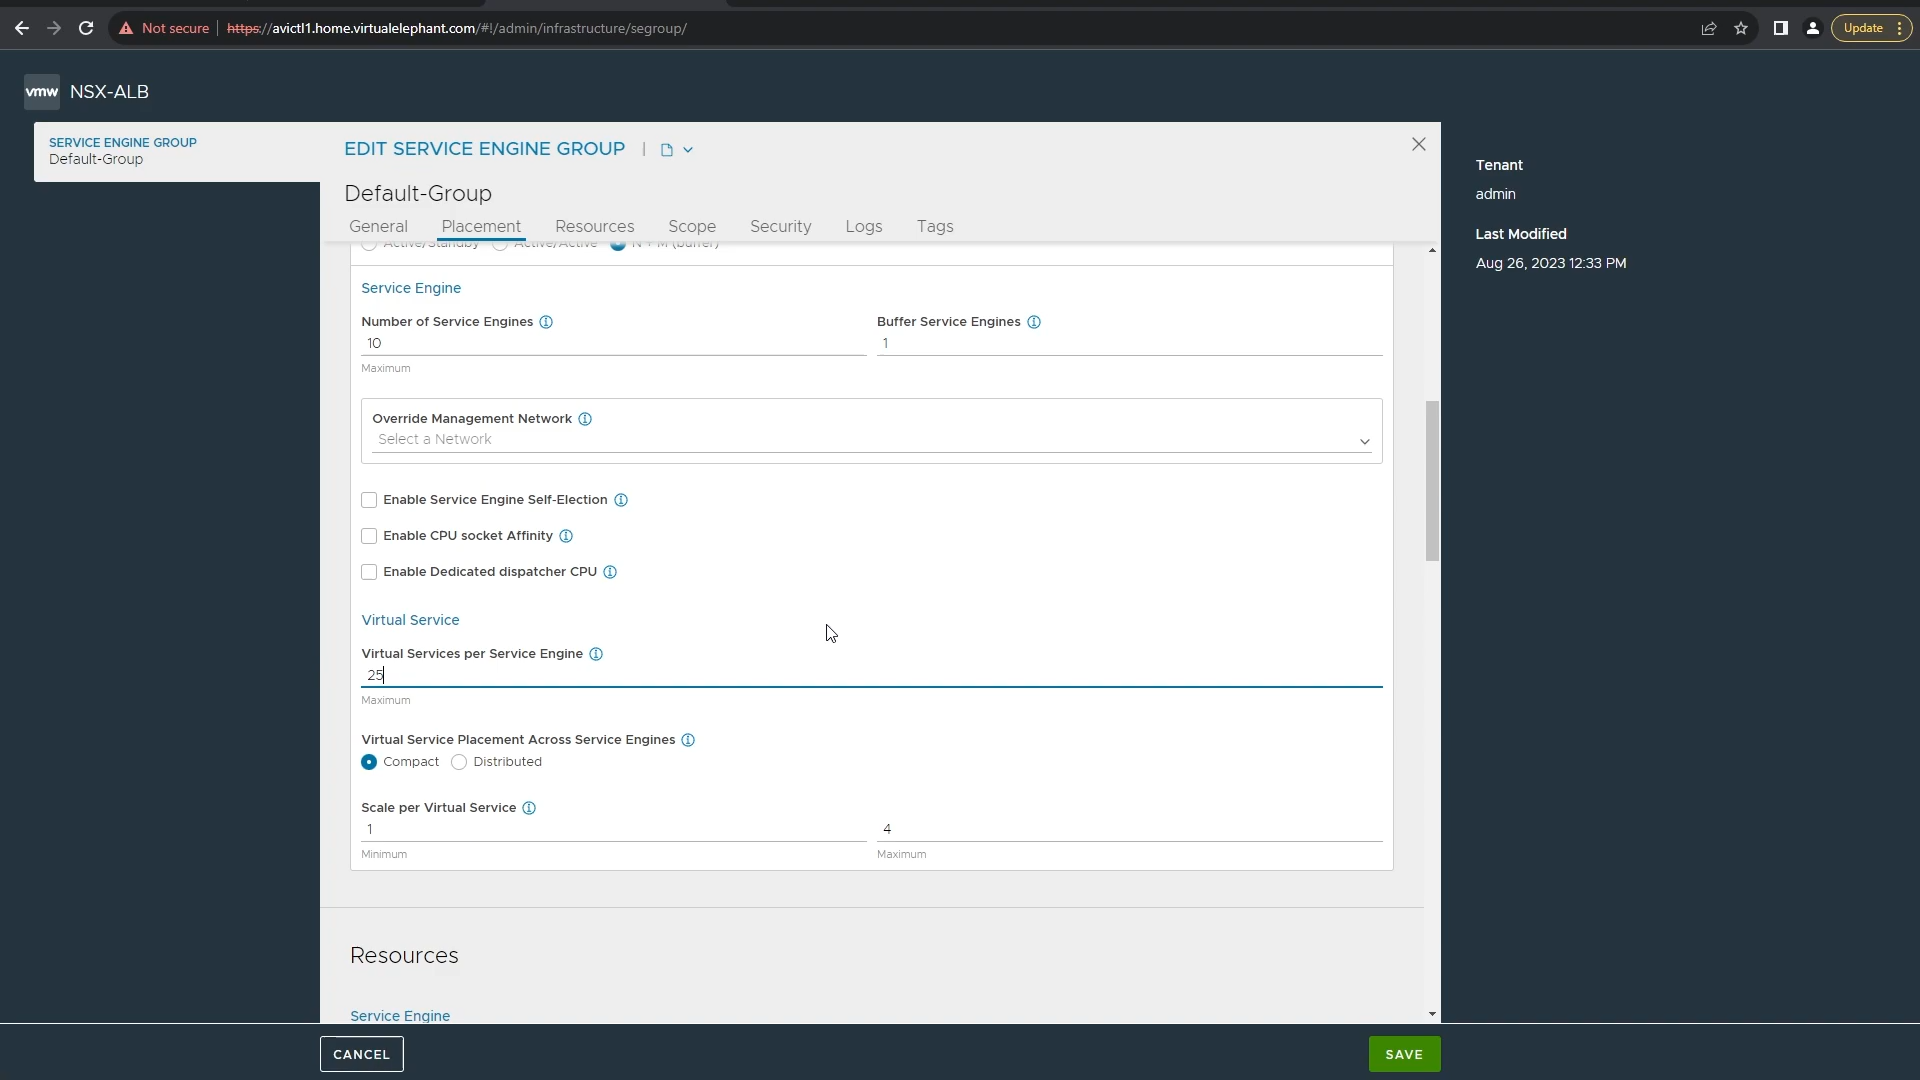 Not secure https://avictl1.home.virtualelephant.com/#!/admin/infrastructure/segroup/ Update
vmw NSX-ALB
SERVICE ENGINE GROUP
Default-Group
EDIT SERVICE ENGINE GROUP |
Default-Group
General Placement Resources Scope Security Logs Tags
Active/Standby Active/Active N + M (buffer)
Service Engine
Number of Service Engines Buffer Service Engines
10 1
Maximum
Override Management Network
Select a Network
Enable Service Engine Self-Election
Enable CPU socket Affinity
Enable Dedicated dispatcher CPU
Virtual Service
Virtual Services per Service Engine
25
Maximum
Virtual Service Placement Across Service Engines
Compact Distributed
Scale per Virtual Service
1 4
Minimum Maximum
Resources
Service Engine
CANCEL SAVE
Tenant
admin
Last Modified
Aug 26, 2023 12:33 PM